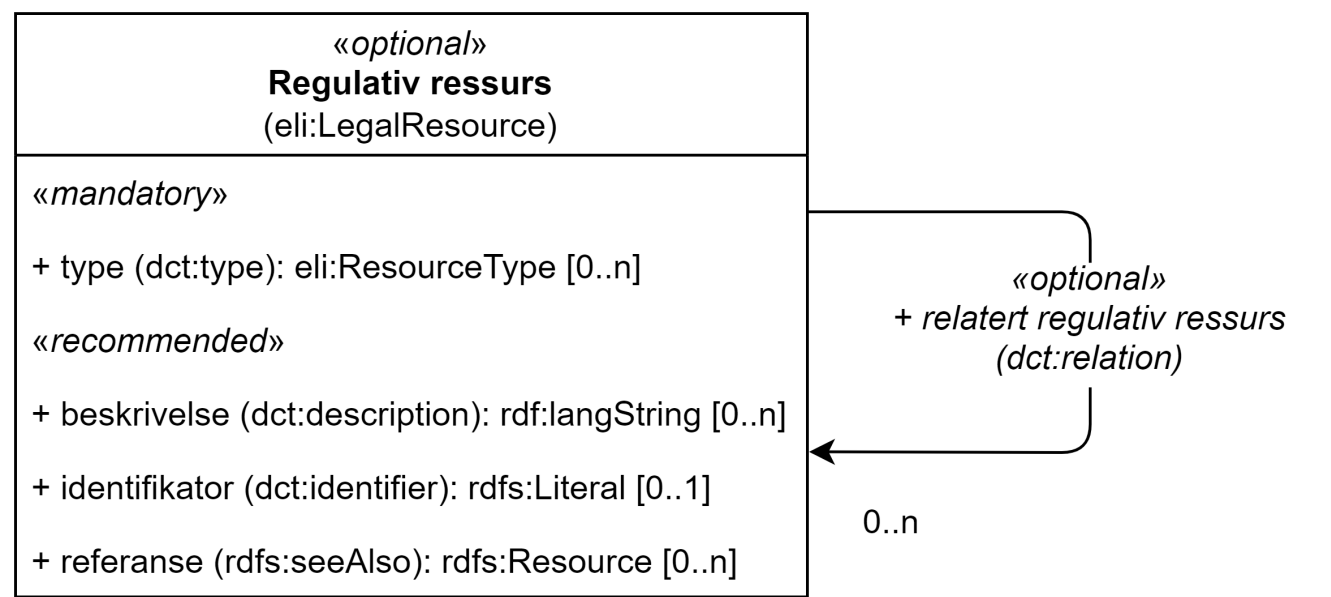 «optional»
Regulativ ressurs
(eli:LegalResource)
«mandatory»
+ type (dct:type): eli:ResourceType [0..n]
«recommended»
+ beskrivelse (dct:description): rdf:langString [0..n]
+ identifikator (dct:identifier): rdfs:Literal [0..1]
+ referanse (rdfs:seeAlso): rdfs:Resource [0..n]
«optional»
+ relatert regulativ ressurs
(dct:relation)
0..n